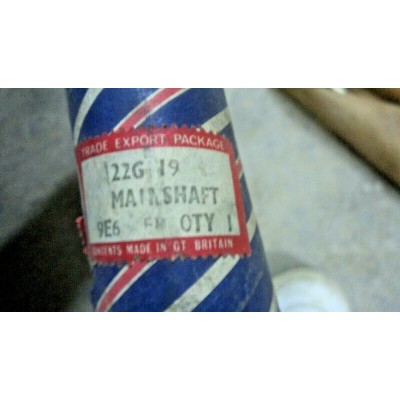 TRADE EXPORT PACKAGE
22G 19
MAINSHAFT
9E6 QTY 1
CONTENTS MADE IN GT BRITAIN